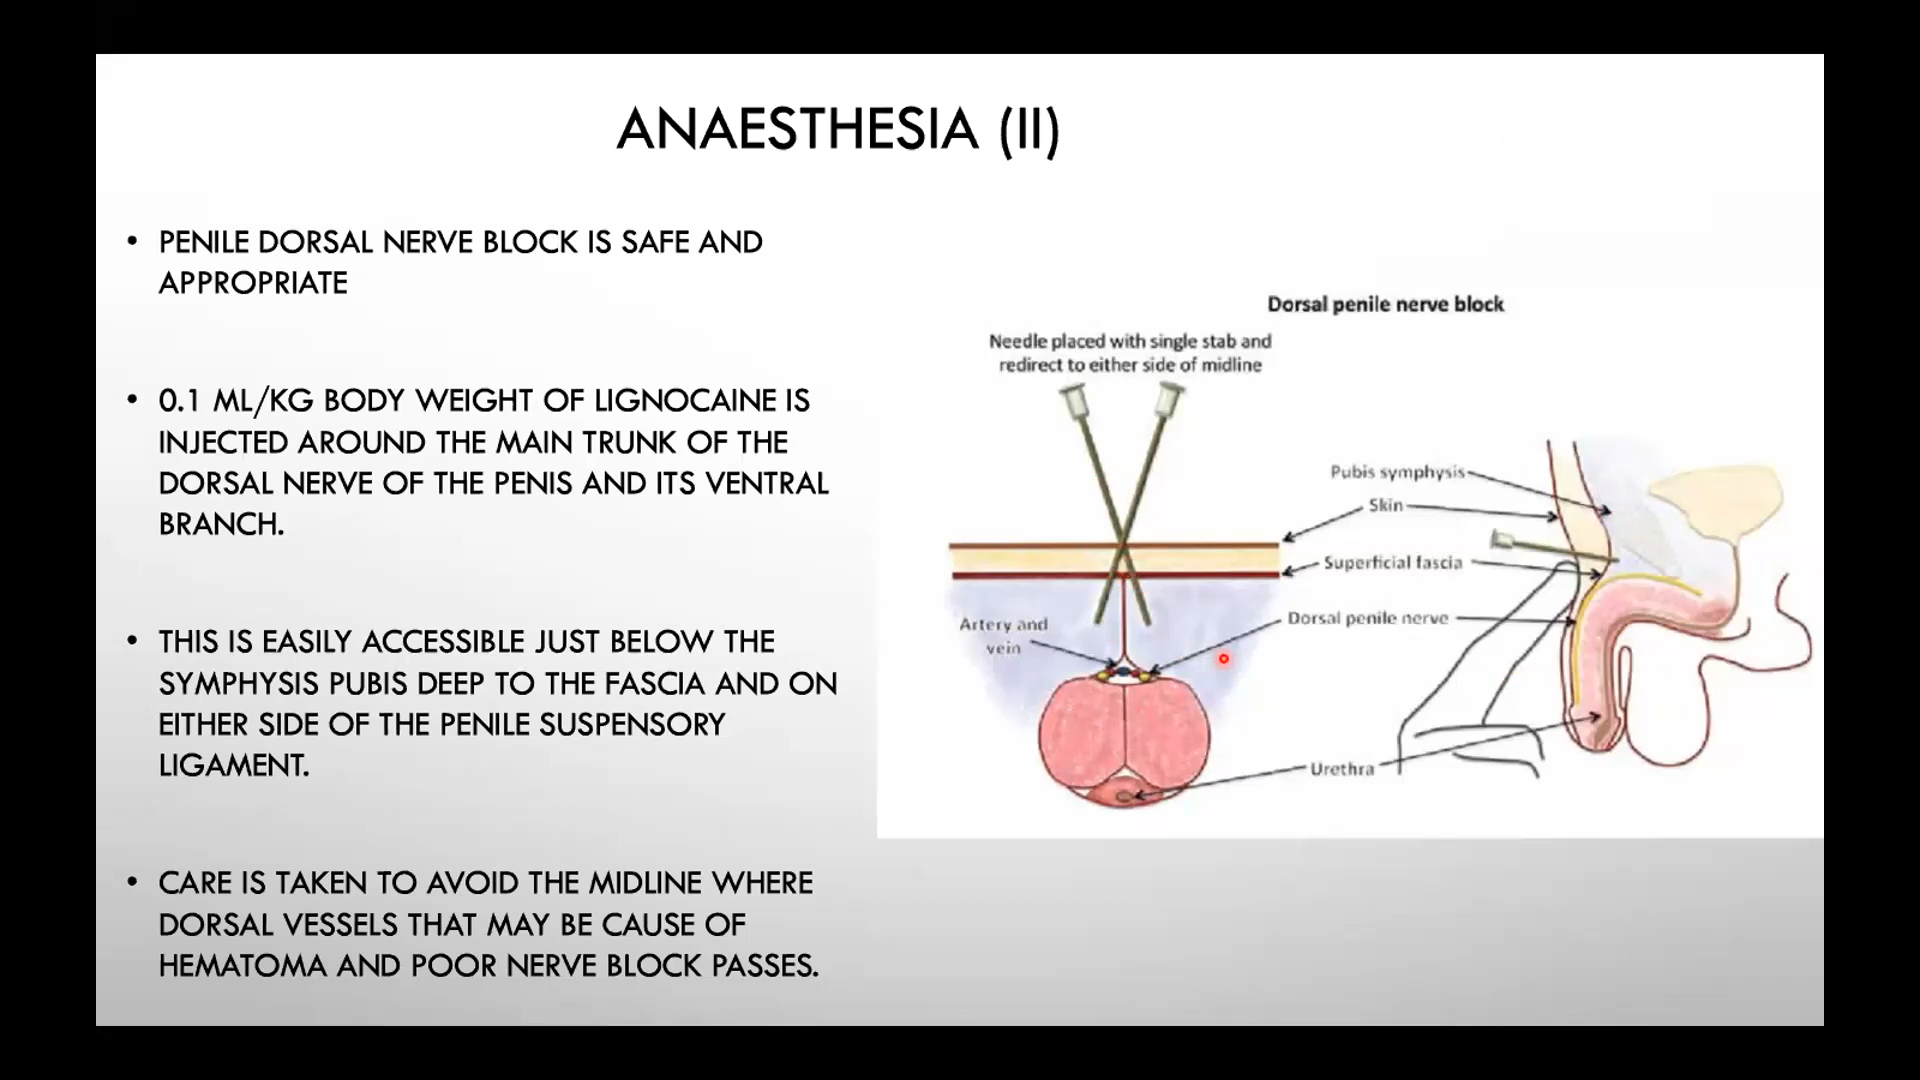 ANAESTHESIA (II)
• PENILE DORSAL NERVE BLOCK IS SAFE AND
APPROPRIATE
• 0.1 ML/KG BODY WEIGHT OF LIGNOCAINE IS
INJECTED AROUND THE MAIN TRUNK OF THE
DORSAL NERVE OF THE PENIS AND ITS VENTRAL
BRANCH.
• THIS IS EASILY ACCESSIBLE JUST BELOW THE
SYMPHYSIS PUBIS DEEP TO THE FASCIA AND ON
EITHER SIDE OF THE PENILE SUSPENSORY
LIGAMENT.
• CARE IS TAKEN TO AVOID THE MIDLINE WHERE
DORSAL VESSELS THAT MAY BE CAUSE OF
HEMATOMA AND POOR NERVE BLOCK PASSES.
Dorsal penile nerve block
Needle placed with single stab and
redirect to either side of midline
Pubis symphysis
Skin
Superficial fascia
Artery and
vein
Dorsal penile nerve
Urethra